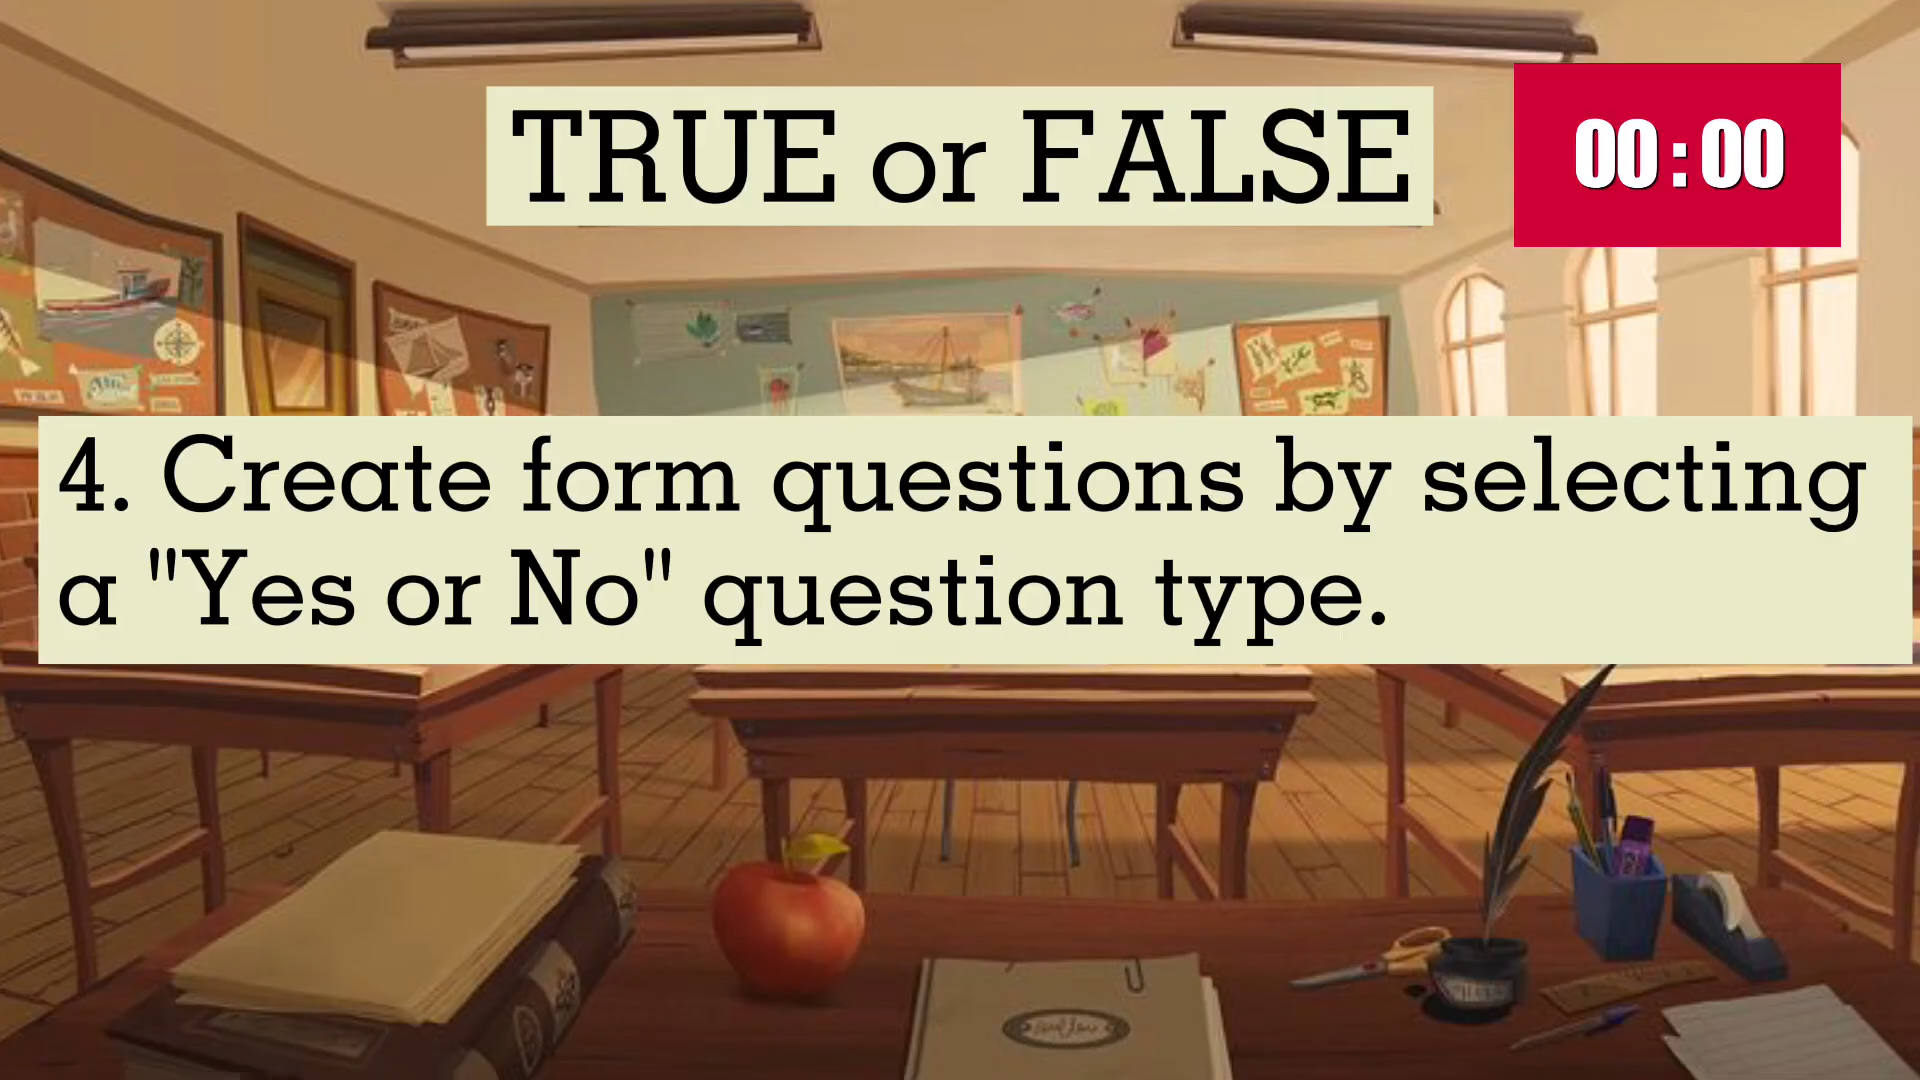 TRUE or FALSE
00:00
4. Create form questions by selecting
a "Yes or No" question type.